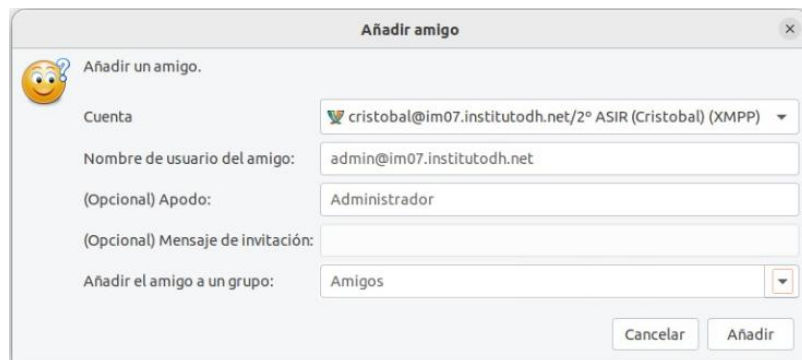 Añadir amigo
Añadir un amigo.
Cuenta
cristobal@im07.institutodh.net/2º ASIR (Cristobal) (XMPP)
Nombre de usuario del amigo:
admin@im07.institutodh.net
(Opcional) Apodo:
Administrador
(Opcional) Mensaje de invitación:
Añadir el amigo a un grupo:
Amigos
Cancelar
Añadir